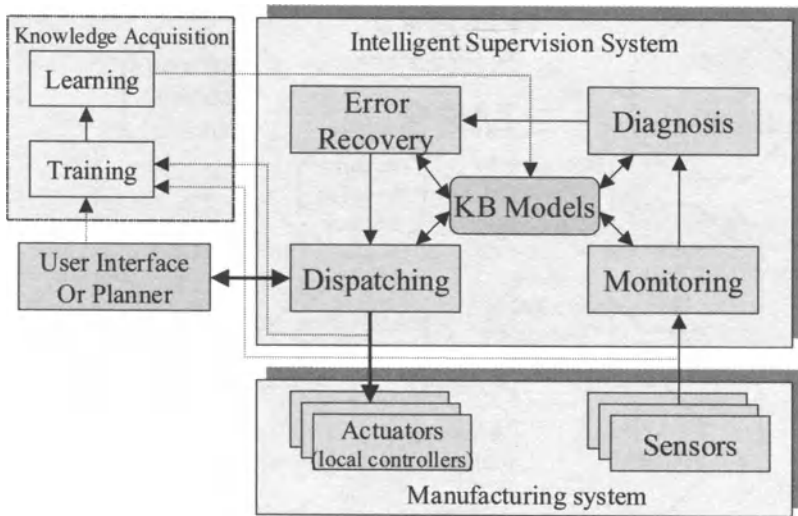 Knowledge Acquisition
Learning
Training
User Interface
Or Planner
Intelligent Supervision System
Error
Recovery
Diagnosis
KB Models
Dispatching
Monitoring
Actuators
(local controllers)
Sensors
Manufacturing system